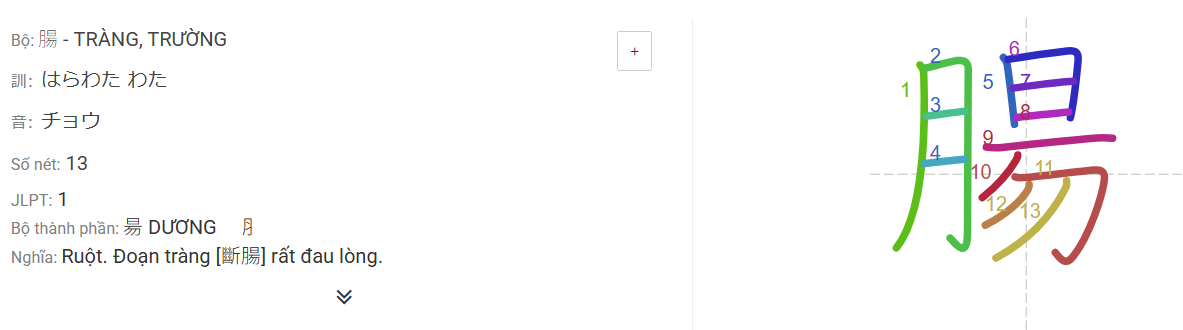 Bộ: 腸 - TRÀNG, TRƯỜNG
+
訓: はらわた わた
音: チョウ
Số nét: 13
JLPT: 1
Bộ thành phần: 昜 DƯƠNG 月
Nghĩa: Ruột. Đoạn tràng [斷腸] rất đau lòng.
腸
1
2
3
4
5
6
7
8
9
10
11
12
13